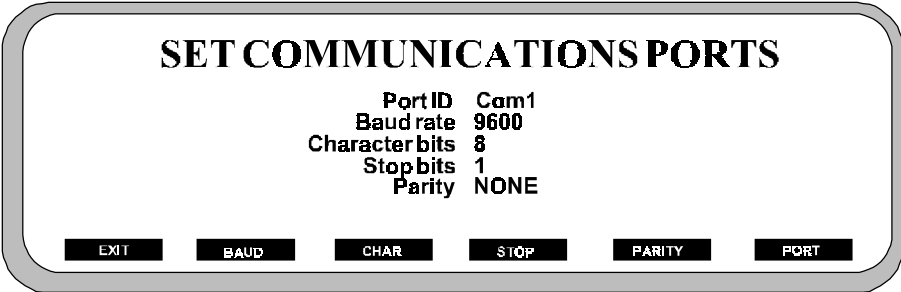 SET COMMUNICATIONS PORTS
Port ID Com1
Baud rate 9600
Character bits 8
Stop bits 1
Parity NONE
EXIT BAUD CHAR STOP PARITY PORT